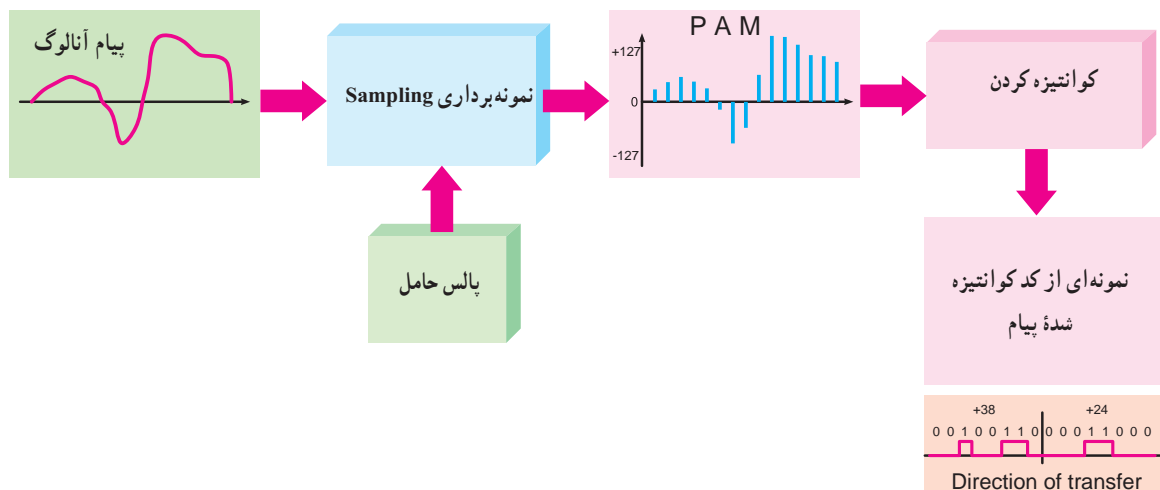 پیام آنالوگ
نمونه‌برداری Sampling
پالس حامل
PAM
+127
0
-127
کوانتیزه کردن
نمونه‌ای از کد کوانتیزه
شدهٔ پیام
+38 +24
0 0 1 0 0 1 1 0 0 0 0 1 1 0 0 0
Direction of transfer